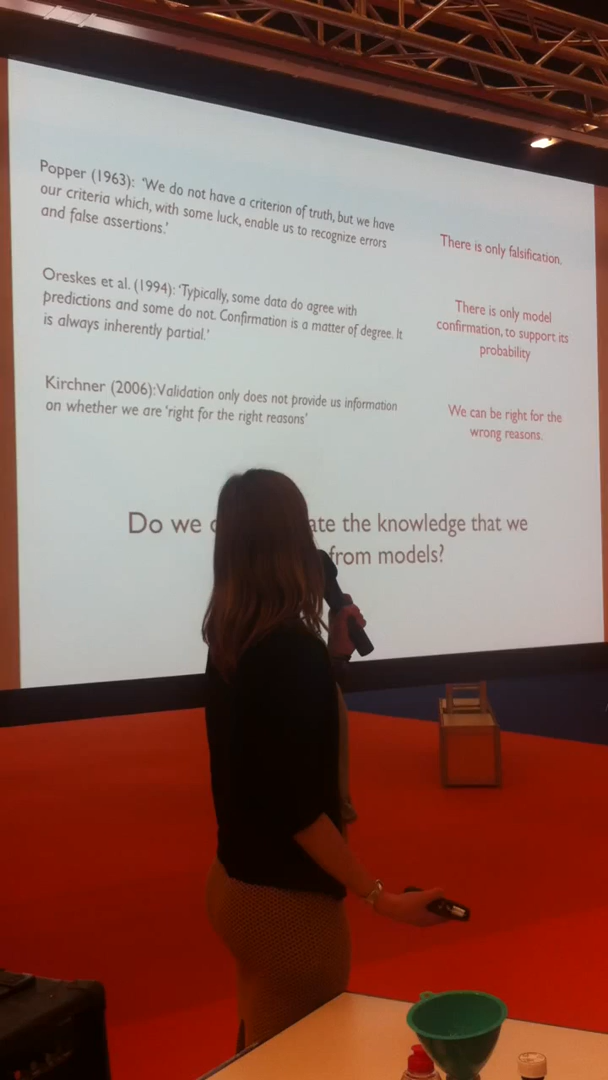 Popper (1963): 'We do not have a criterion of truth, but we have
our criteria which, with some luck, enable us to recognize errors
and false assertions.'
There is only falsification.
Oreskes et al. (1994): 'Typically, some data do agree with
predictions and some do not. Confirmation is a matter of degree. It
is always inherently partial.'
There is only model
confirmation, to support its
probability
Kirchner (2006): Validation only does not provide us information
on whether we are 'right for the right reasons'
We can be right for the
wrong reasons.
Do we the knowledge that we
from models?